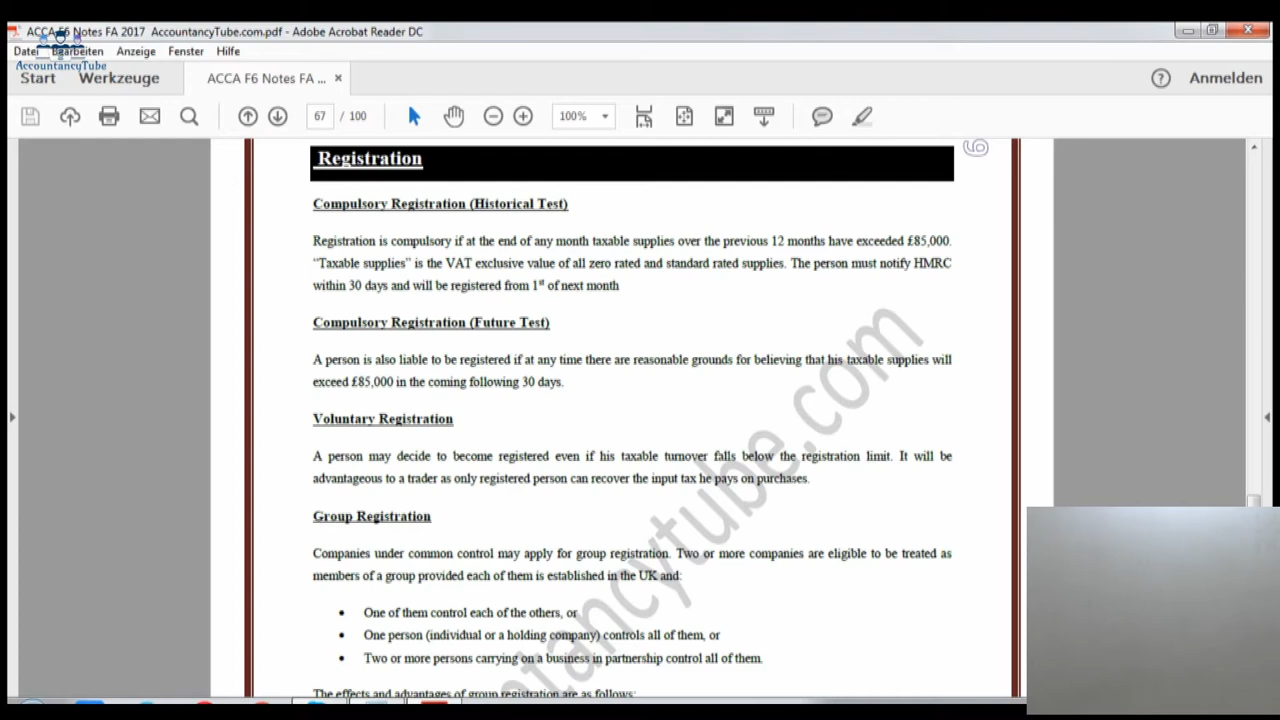 ACCA F6 Notes FA 2017 AccountancyTube.com.pdf - Adobe Acrobat Reader DC
Datei Bearbeiten Anzeige Fenster Hilfe
AccountancyTube
Start Werkzeuge ACCA F6 Notes FA ... × ? Anmelden
67 / 100 100%
Registration
Compulsory Registration (Historical Test)
Registration is compulsory if at the end of any month taxable supplies over the previous 12 months have exceeded £85,000.
“Taxable supplies” is the VAT exclusive value of all zero rated and standard rated supplies. The person must notify HMRC
within 30 days and will be registered from 1st of next month
Compulsory Registration (Future Test)
A person is also liable to be registered if at any time there are reasonable grounds for believing that his taxable supplies will
exceed £85,000 in the coming following 30 days.
Voluntary Registration
A person may decide to become registered even if his taxable turnover falls below the registration limit. It will be
advantageous to a trader as only registered person can recover the input tax he pays on purchases.
Group Registration
Companies under common control may apply for group registration. Two or more companies are eligible to be treated as
members of a group provided each of them is established in the UK and:
• One of them control each of the others, or
• One person (individual or a holding company) controls all of them, or
• Two or more persons carrying on a business in partnership control all of them.
The effects and advantages of group registration are as follows:
ntancytube.com